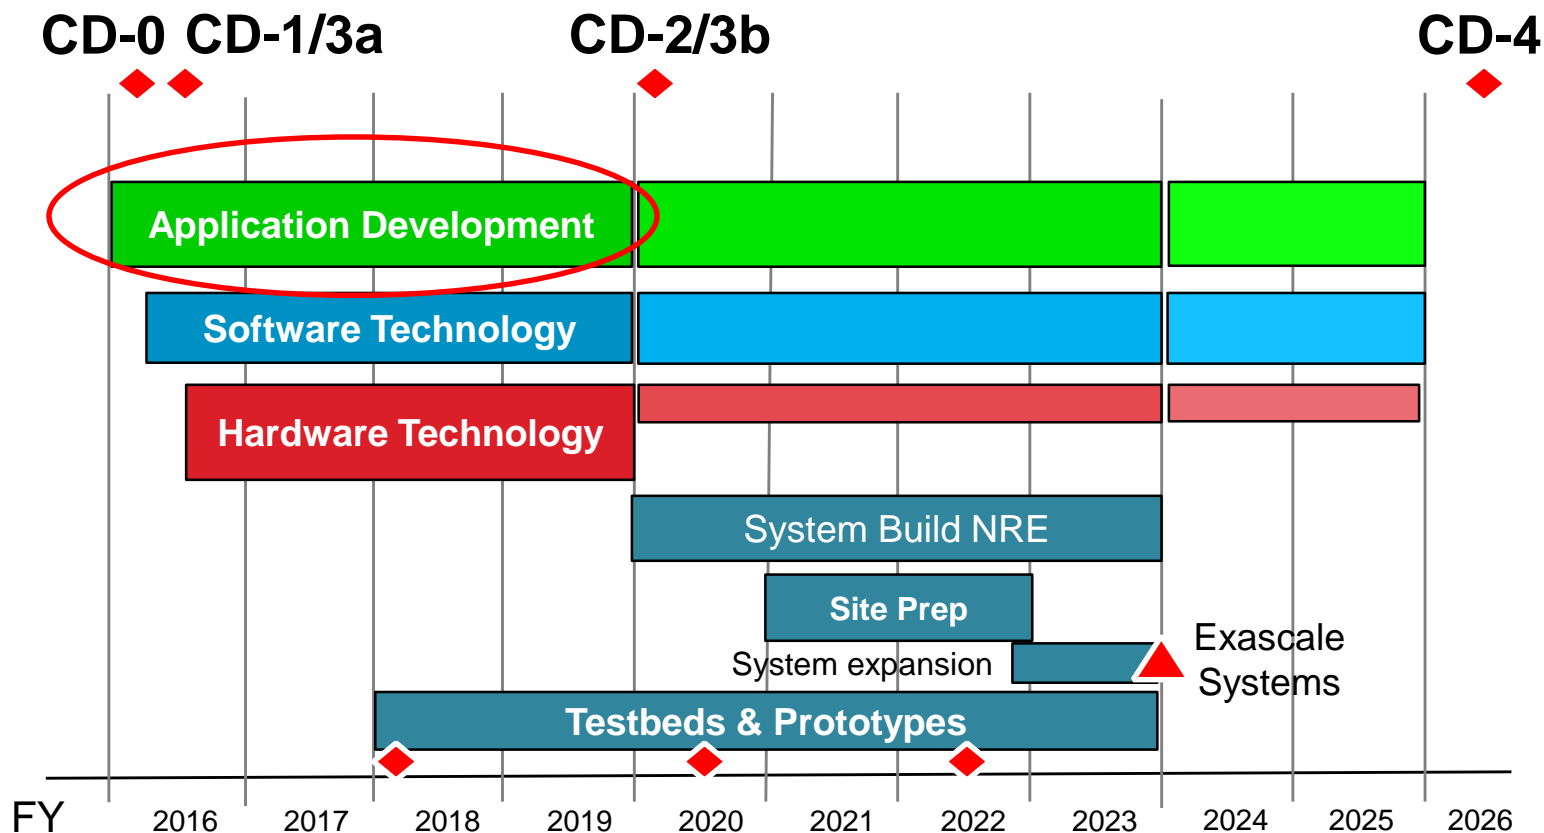 CD-0 CD-1/3a CD-2/3b CD-4
Application Development
Software Technology
Hardware Technology
System Build NRE
Site Prep
System expansion
Exascale
Systems
Testbeds & Prototypes
FY 2016 2017 2018 2019 2020 2021 2022 2023 2024 2025 2026